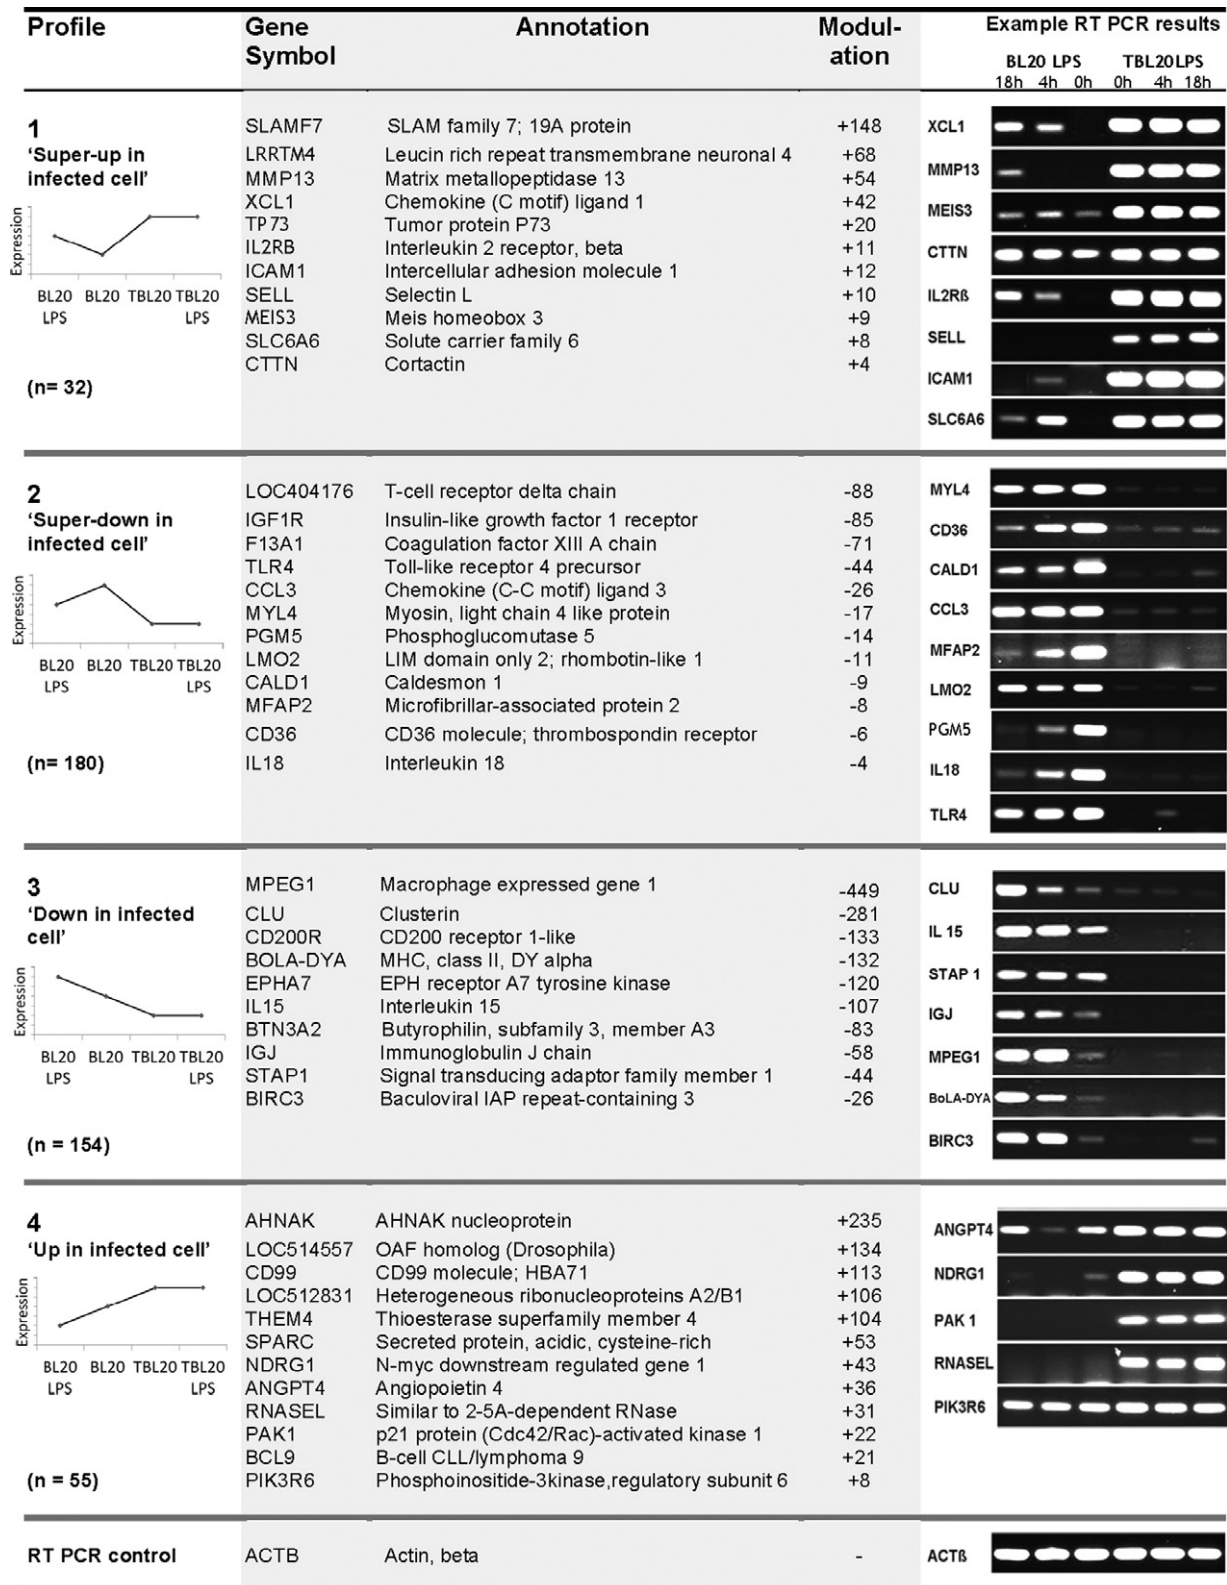 Profile Gene Symbol Annotation Modul-ation Example RT PCR results
BL20 LPS TBL20LPS
18h 4h 0h 0h 4h 18h
1
'Super-up in
infected cell'
Expression
BL20 BL20 TBL20 TBL20
LPS LPS
(n= 32)
SLAMF7 SLAM family 7; 19A protein +148
LRRTM4 Leucin rich repeat transmembrane neuronal 4 +68
MMP13 Matrix metallopeptidase 13 +54
XCL1 Chemokine (C motif) ligand 1 +42
TP73 Tumor protein P73 +20
IL2RB Interleukin 2 receptor, beta +11
ICAM1 Intercellular adhesion molecule 1 +12
SELL Selectin L +10
MEIS3 Meis homeobox 3 +9
SLC6A6 Solute carrier family 6 +8
CTTN Cortactin +4
XCL1
MMP13
MEIS3
CTTN
IL2Rß
SELL
ICAM1
SLC6A6
2
'Super-down in
infected cell'
Expression
BL20 BL20 TBL20 TBL20
LPS LPS
(n= 180)
LOC404176 T-cell receptor delta chain -88
IGF1R Insulin-like growth factor 1 receptor -85
F13A1 Coagulation factor XIII A chain -71
TLR4 Toll-like receptor 4 precursor -44
CCL3 Chemokine (C-C motif) ligand 3 -26
MYL4 Myosin, light chain 4 like protein -17
PGM5 Phosphoglucomutase 5 -14
LMO2 LIM domain only 2; rhombotin-like 1 -11
CALD1 Caldesmon 1 -9
MFAP2 Microfibrillar-associated protein 2 -8
CD36 CD36 molecule; thrombospondin receptor -6
IL18 Interleukin 18 -4
MYL4
CD36
CALD1
CCL3
MFAP2
LMO2
PGM5
IL18
TLR4
3
'Down in infected
cell'
Expression
BL20 BL20 TBL20 TBL20
LPS LPS
(n = 154)
MPEG1 Macrophage expressed gene 1 -449
CLU Clusterin -281
CD200R CD200 receptor 1-like -133
BOLA-DYA MHC, class II, DY alpha -132
EPHA7 EPH receptor A7 tyrosine kinase -120
IL15 Interleukin 15 -107
BTN3A2 Butyrophilin, subfamily 3, member A3 -83
IGJ Immunoglobulin J chain -58
STAP1 Signal transducing adaptor family member 1 -44
BIRC3 Baculoviral IAP repeat-containing 3 -26
CLU
IL 15
STAP 1
IGJ
MPEG1
BoLA-DYA
BIRC3
4
'Up in infected cell'
Expression
BL20 BL20 TBL20 TBL20
LPS LPS
(n = 55)
AHNAK AHNAK nucleoprotein +235
LOC514557 OAF homolog (Drosophila) +134
CD99 CD99 molecule; HBA71 +113
LOC512831 Heterogeneous ribonucleoproteins A2/B1 +106
THEM4 Thioesterase superfamily member 4 +104
SPARC Secreted protein, acidic, cysteine-rich +53
NDRG1 N-myc downstream regulated gene 1 +43
ANGPT4 Angiopoietin 4 +36
RNASEL Similar to 2-5A-dependent RNase +31
PAK1 p21 protein (Cdc42/Rac)-activated kinase 1 +22
BCL9 B-cell CLL/lymphoma 9 +21
PIK3R6 Phosphoinositide-3kinase,regulatory subunit 6 +8
ANGPT4
NDRG1
PAK 1
RNASEL
PIK3R6
RT PCR control ACTB Actin, beta - ACTß